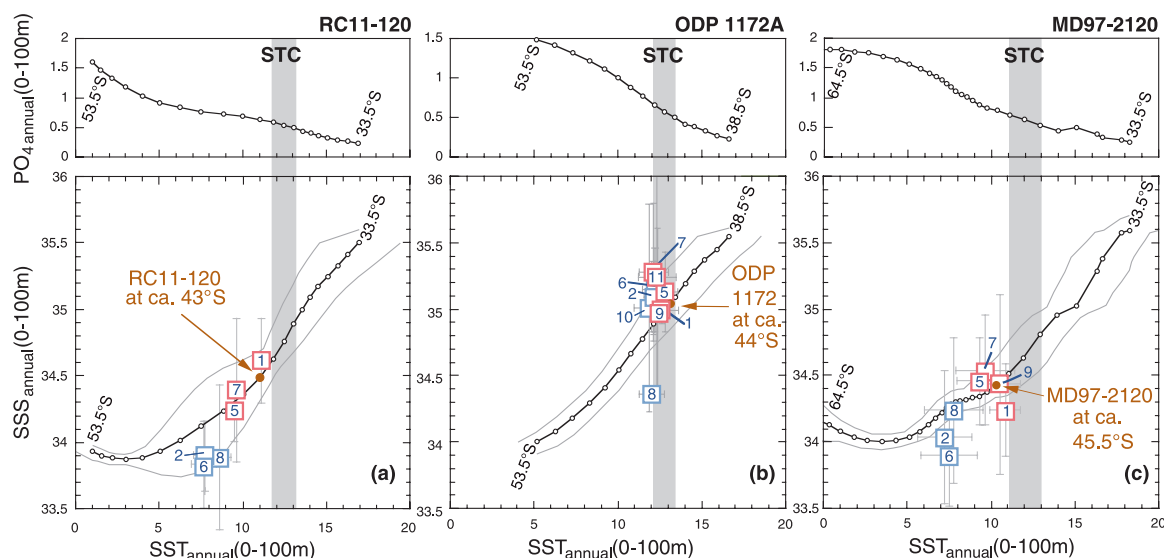 RC11-120
ODP 1172A
MD97-2120
PO4 annual(0-100m)
2
1.5
1
0.5
0
STC
53.5°S
33.5°S
1.5
1
0.5
0
STC
53.5°S
38.5°S
2
1.5
1
0.5
0
STC
64.5°S
33.5°S
SSSannual(0-100m)
36
35.5
35
34.5
34
33.5
33.5°S
RC11-120
at ca. 43°S
1
7
5
2
6
8
53.5°S
(a)
0
5
10
15
20
SSTannual(0-100m)
36
35.5
35
34.5
34
33.5
38.5°S
7
11
6
2
5
10
9
1
8
ODP
1172
at ca.
44°S
53.5°S
(b)
0
5
10
15
20
SSTannual(0-100m)
36
35.5
35
34.5
34
33.5
33.5°S
64.5°S
7
5
9
8
1
2
6
MD97-2120
at ca.
45.5°S
(c)
0
5
10
15
20
SSTannual(0-100m)